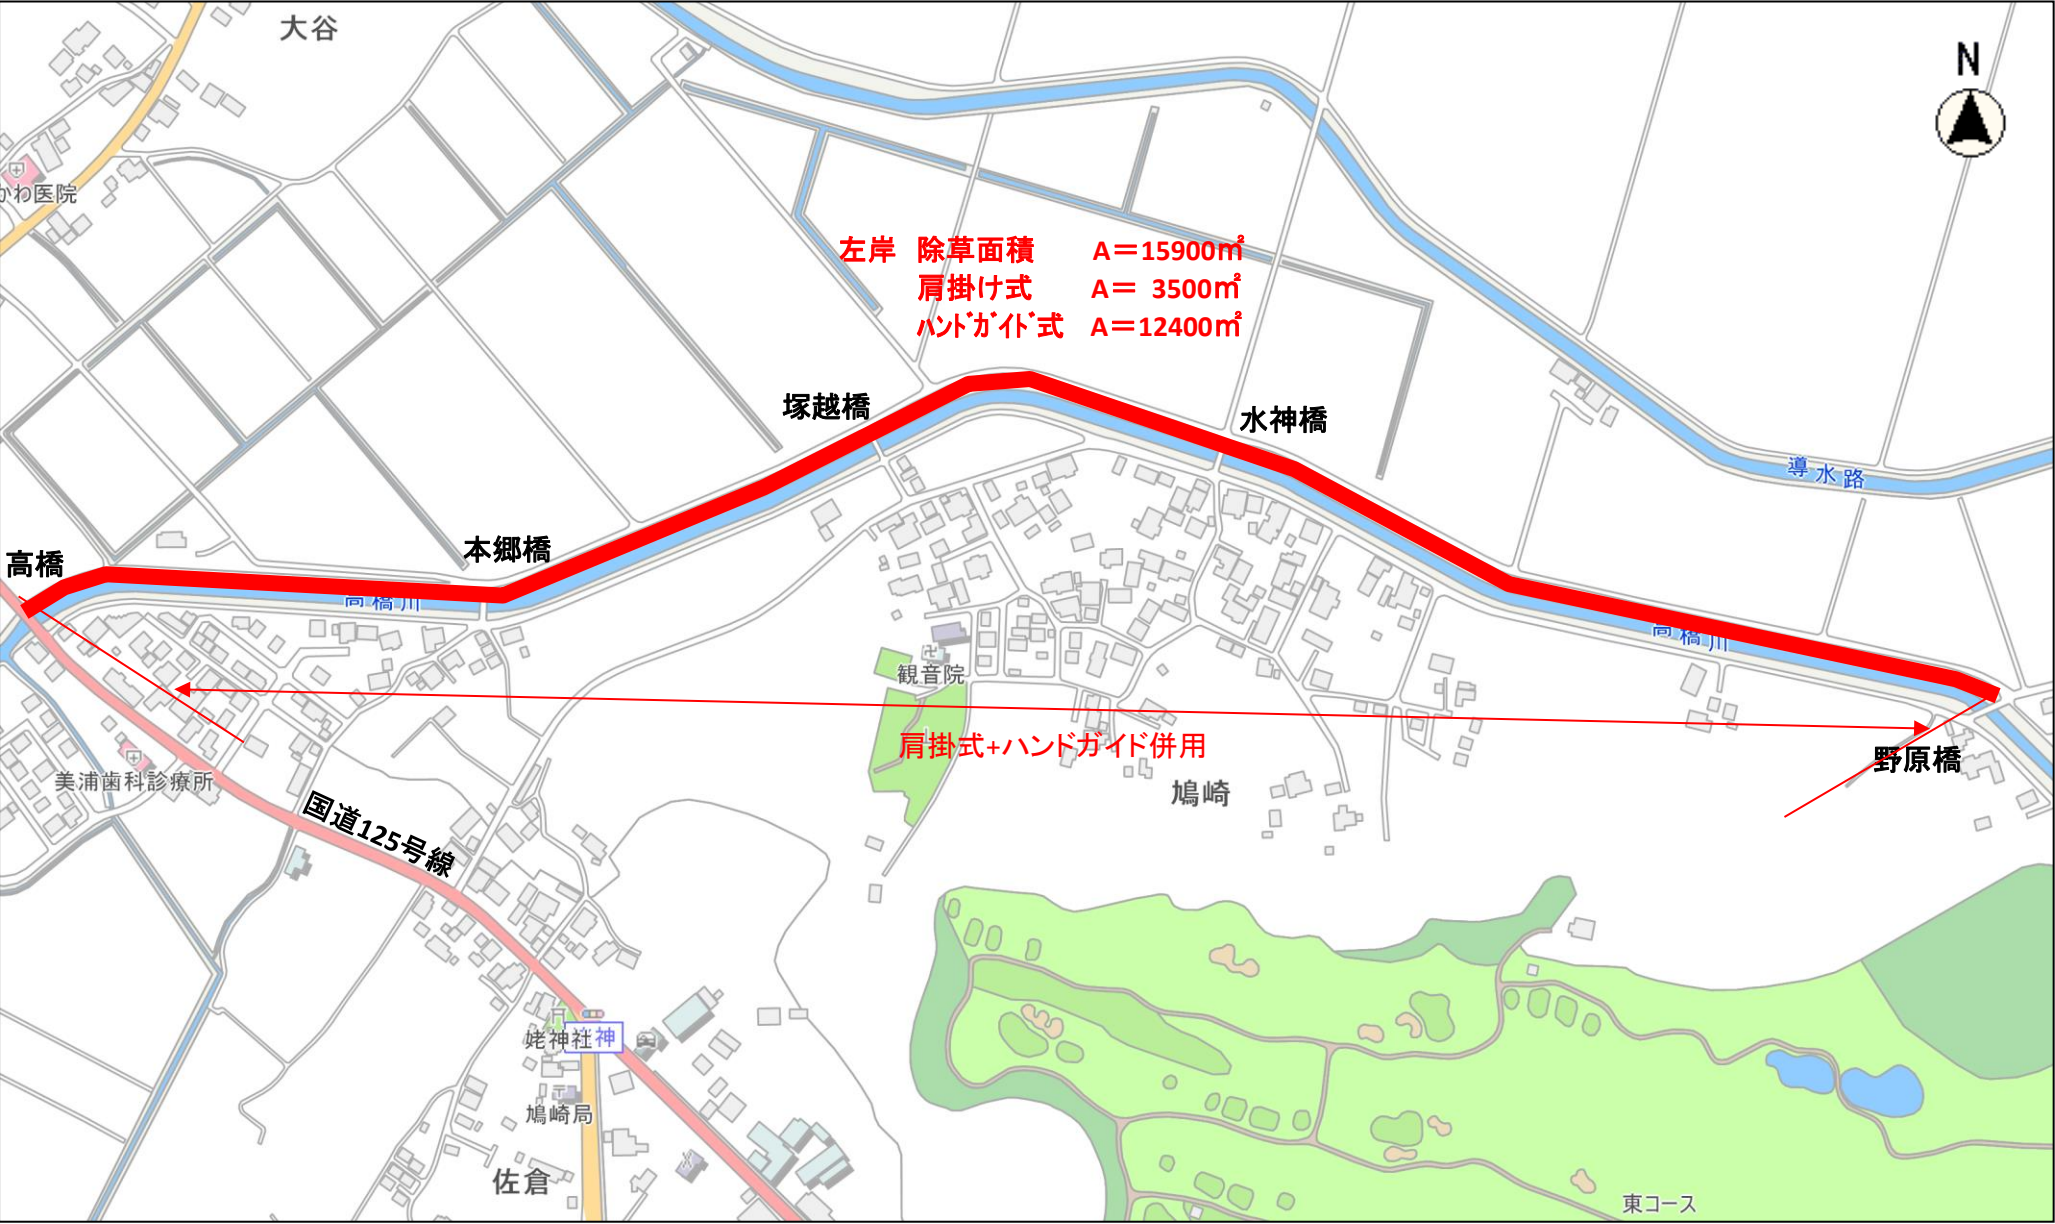 大谷
N
かわ医院
左岸 除草面積 A＝15900㎡
肩掛け式 A＝ 3500㎡
ﾊﾝﾄﾞｶﾞｲﾄﾞ式 A＝12400㎡
塚越橋
水神橋
導水路
本郷橋
高橋
高橋川
高橋川
観音院
肩掛式+ハンドガイド併用
野原橋
美浦歯科診療所
鳩崎
国道125号線
姥神社
神
鳩崎局
佐倉
東コース